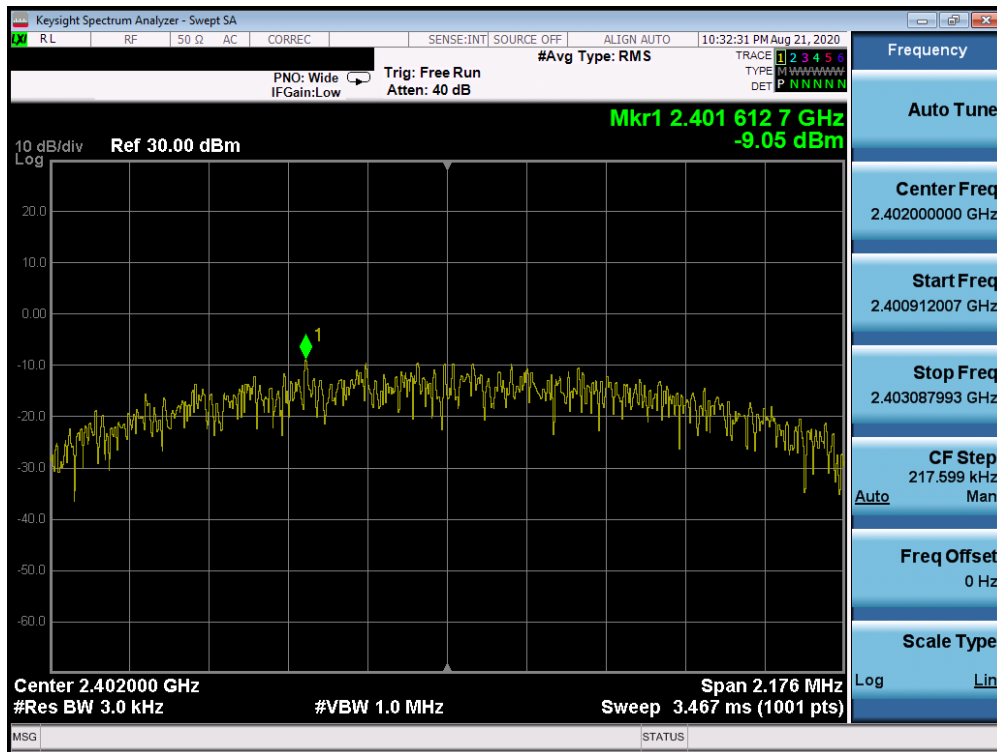 Keysight Spectrum Analyzer - Swept SA
LXI RL RF 50 Ω AC CORREC SENSE:INT SOURCE OFF ALIGN AUTO 10:32:31 PM Aug 21, 2020
PNO: Wide
IFGain:Low
Trig: Free Run
Atten: 40 dB
#Avg Type: RMS
TRACE 1 2 3 4 5 6
TYPE M WWWWW
DET P N N N N N
Mkr1 2.401 612 7 GHz
-9.05 dBm
10 dB/div Ref 30.00 dBm
Log
20.0
10.0
0.00
1
-10.0
-20.0
-30.0
-40.0
-50.0
-60.0
Center 2.402000 GHz Span 2.176 MHz
#Res BW 3.0 kHz #VBW 1.0 MHz Sweep 3.467 ms (1001 pts)
MSG STATUS
Frequency
Auto Tune
Center Freq
2.402000000 GHz
Start Freq
2.400912007 GHz
Stop Freq
2.403087993 GHz
CF Step
217.599 kHz
Auto Man
Freq Offset
0 Hz
Scale Type
Log Lin